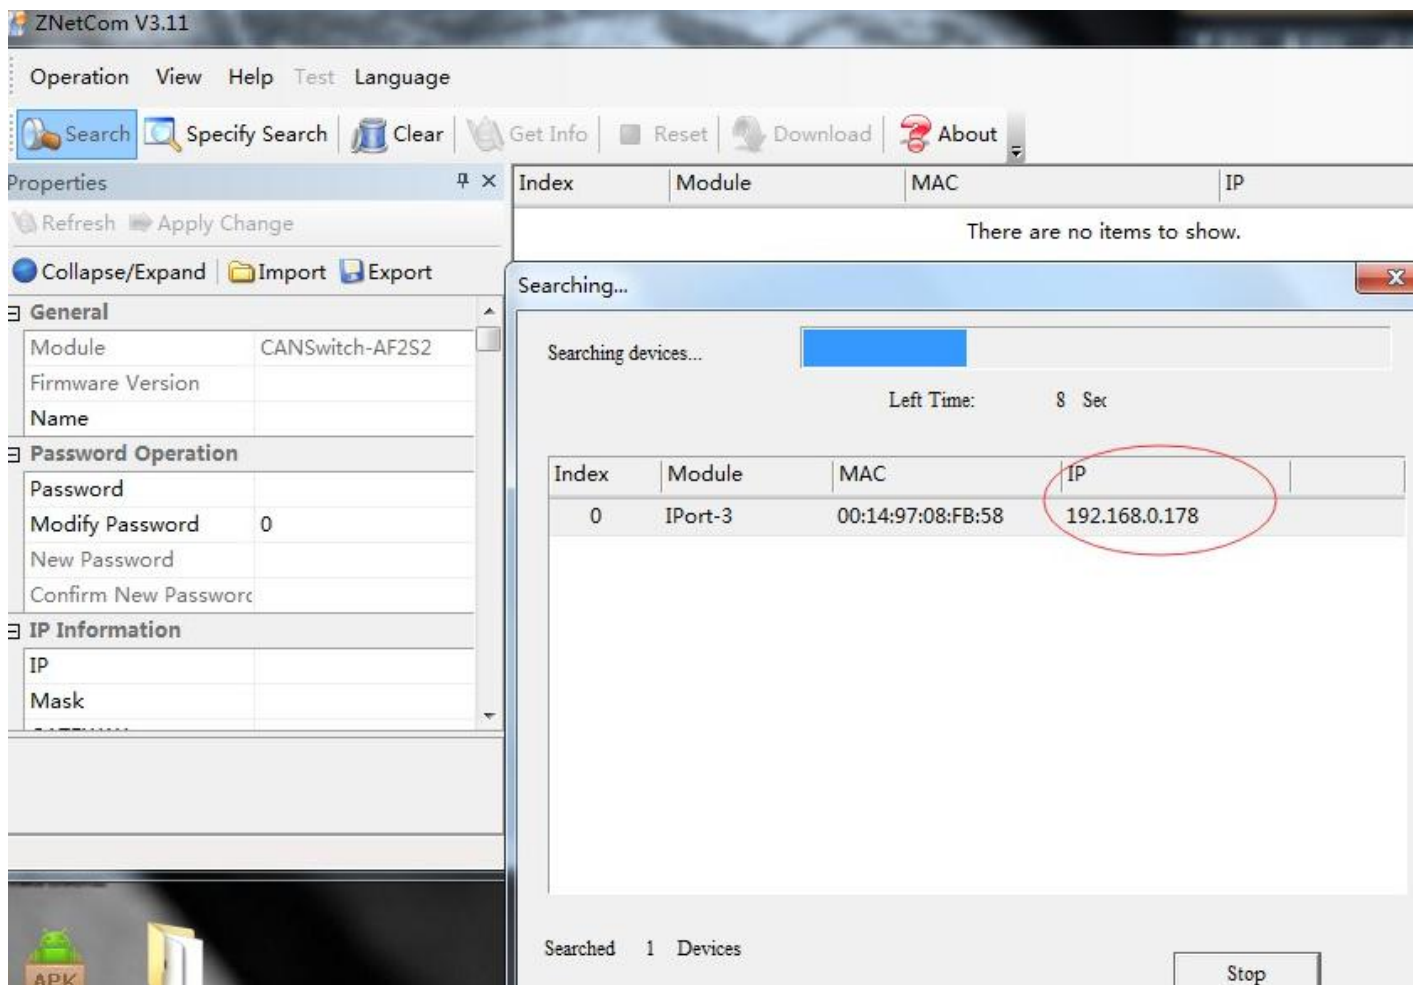 ZNetCom V3.11
Operation View Help Test Language
Search Specify Search Clear Get Info Reset Download About
Properties
Refresh Apply Change
Collapse/Expand Import Export
General
Module CANSwitch-AF2S2
Firmware Version
Name
Password Operation
Password
Modify Password 0
New Password
Confirm New Password
IP Information
IP
Mask
Index Module MAC IP
There are no items to show.
Searching...
Searching devices...
Left Time: 8 Sec
Index Module MAC IP
0 IPort-3 00:14:97:08:FB:58 192.168.0.178
Searched 1 Devices
Stop
APK